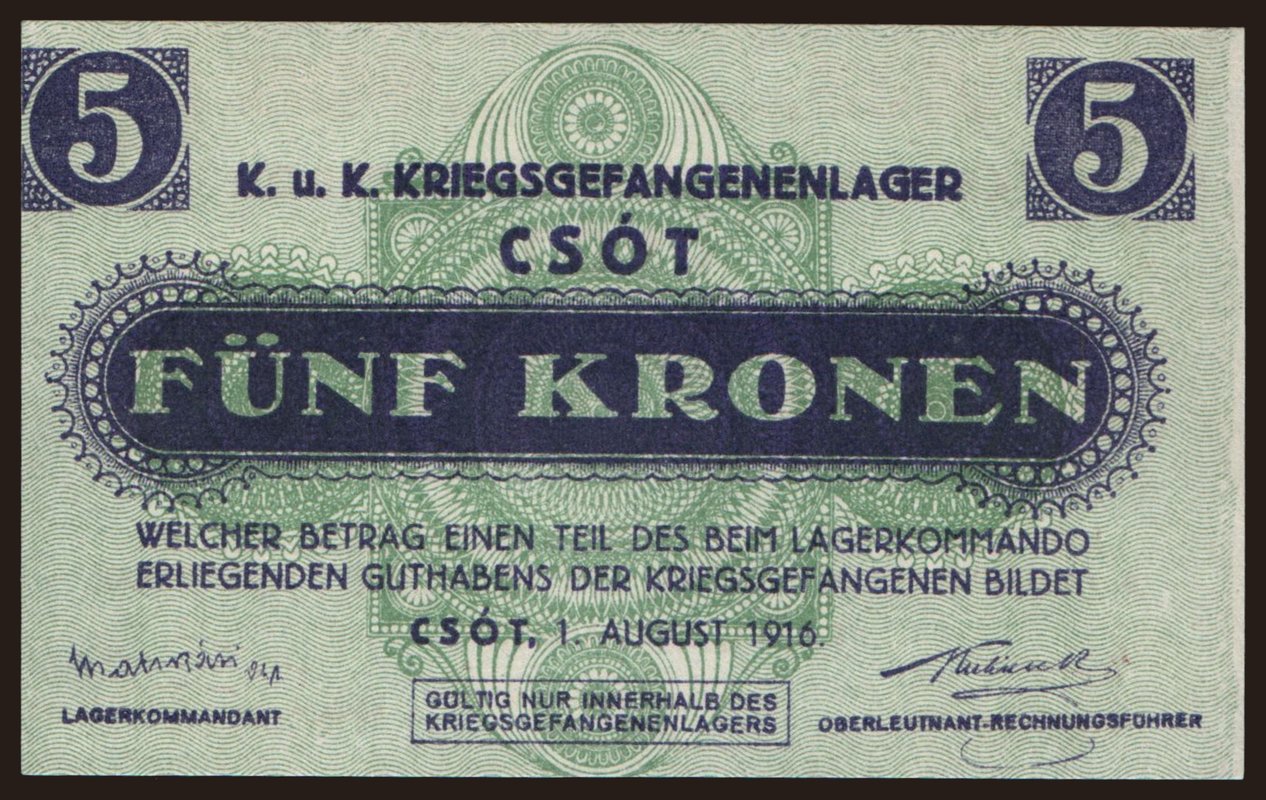 5 5
K. u. K. KRIEGSGEFANGENENLAGER
CSÓT
FÜNF KRONEN
WELCHER BETRAG EINEN TEIL DES BEIM LAGERKOMMANDO
ERLIEGENDEN GUTHABENS DER KRIEGSGEFANGENEN BILDET
CSÓT, 1. AUGUST 1916.
LAGERKOMMANDANT
GÜLTIG NUR INNERHALB DES
KRIEGSGEFANGENENLAGERS
OBERLEUTNANT-RECHNUNGSFÜHRER